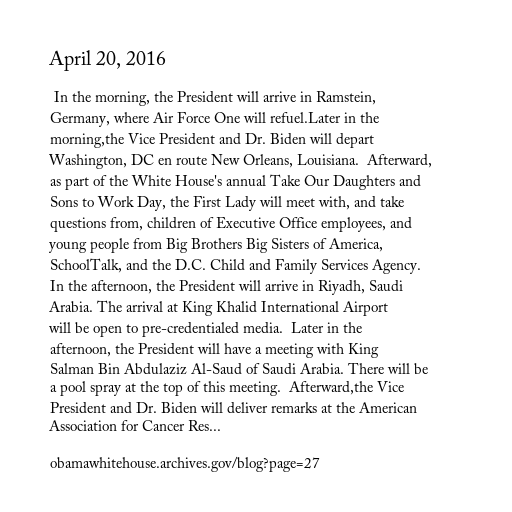 April 20, 2016
In the morning, the President will arrive in Ramstein,
Germany, where Air Force One will refuel.Later in the
morning,the Vice President and Dr. Biden will depart
Washington, DC en route New Orleans, Louisiana.  Afterward,
as part of the White House's annual Take Our Daughters and
Sons to Work Day, the First Lady will meet with, and take
questions from, children of Executive Office employees, and
young people from Big Brothers Big Sisters of America,
SchoolTalk, and the D.C. Child and Family Services Agency.
In the afternoon, the President will arrive in Riyadh, Saudi
Arabia. The arrival at King Khalid International Airport
will be open to pre-credentialed media.  Later in the
afternoon, the President will have a meeting with King
Salman Bin Abdulaziz Al-Saud of Saudi Arabia. There will be
a pool spray at the top of this meeting.  Afterward,the Vice
President and Dr. Biden will deliver remarks at the American
Association for Cancer Res...
obamawhitehouse.archives.gov/blog?page=27